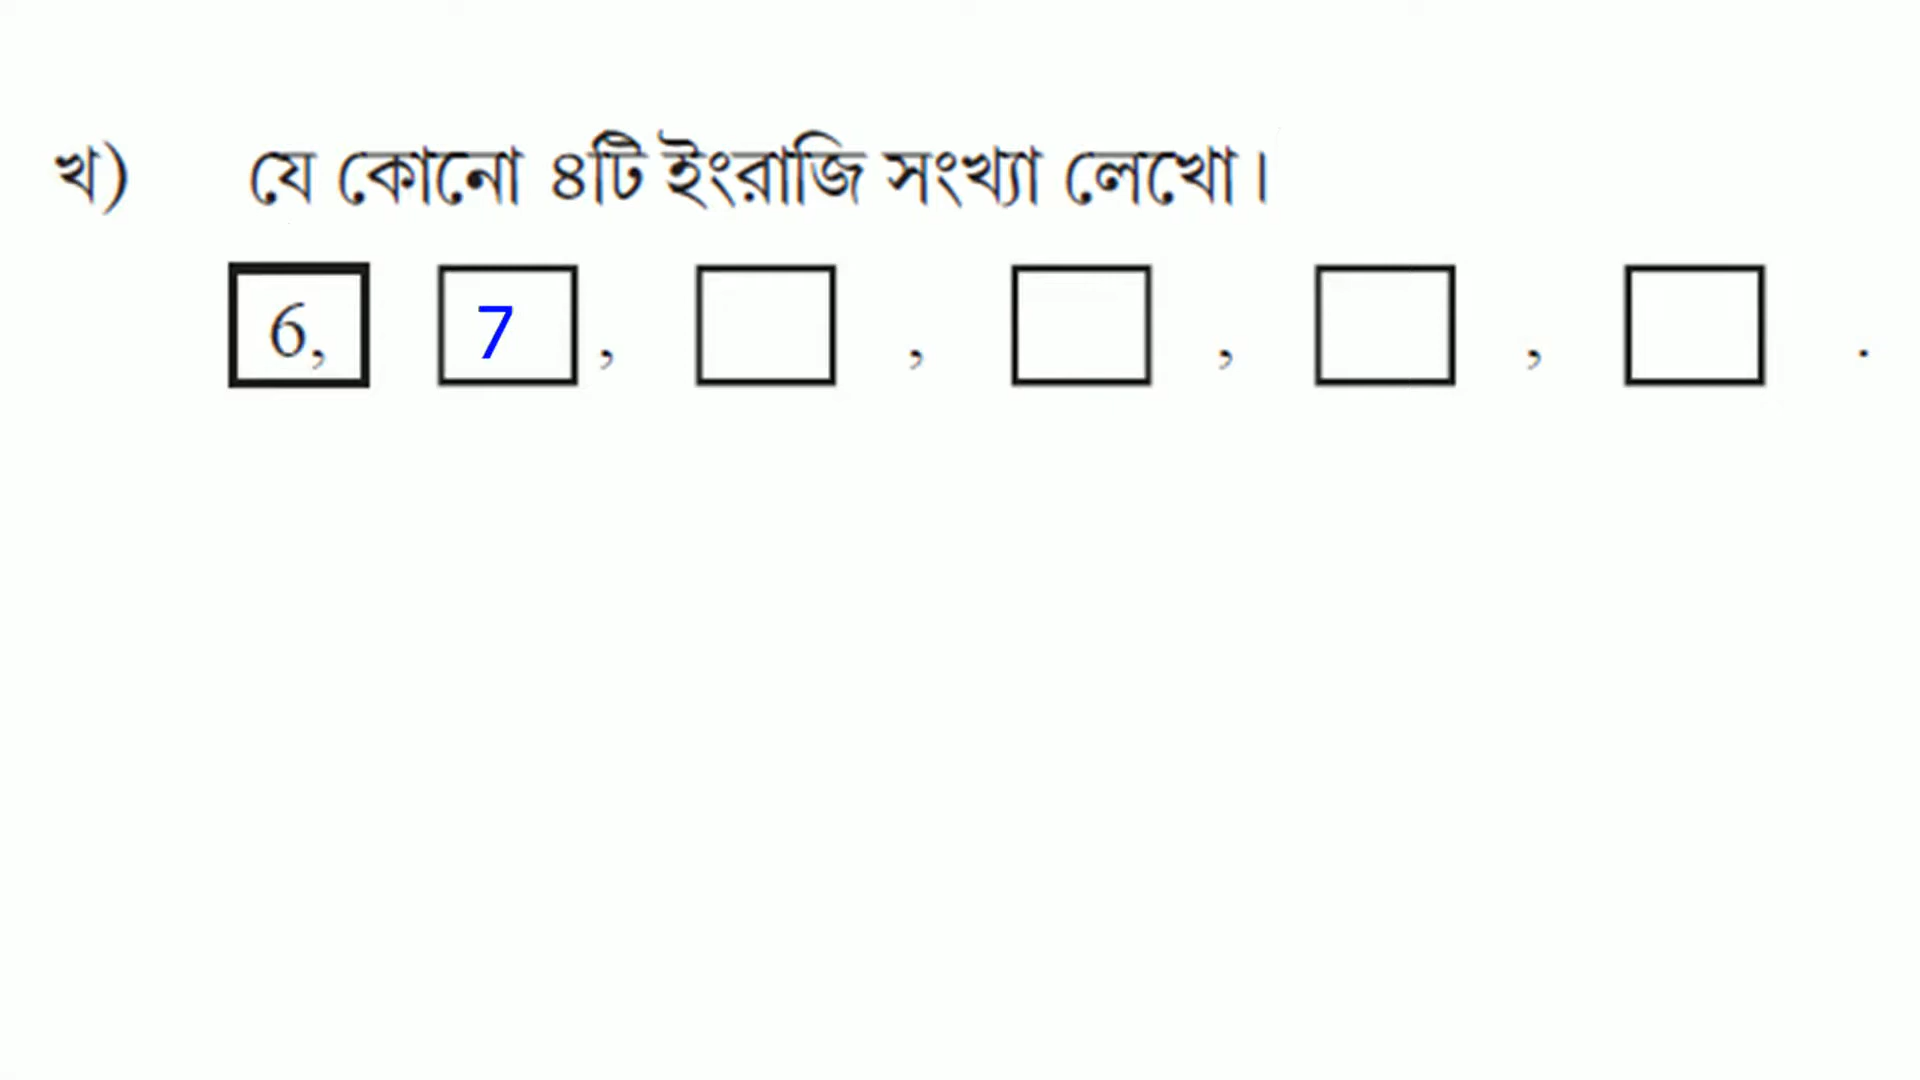 খ) যে কোনো ৪টি ইংরাজি সংখ্যা লেখো।
6, 7 , , , , .